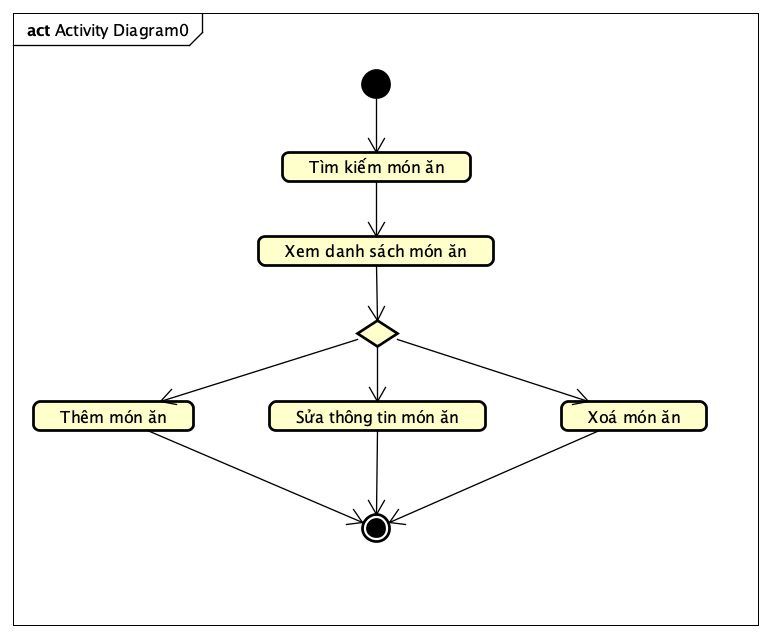 act Activity Diagram0
Tìm kiếm món ăn
Xem danh sách món ăn
Thêm món ăn
Sửa thông tin món ăn
Xoá món ăn